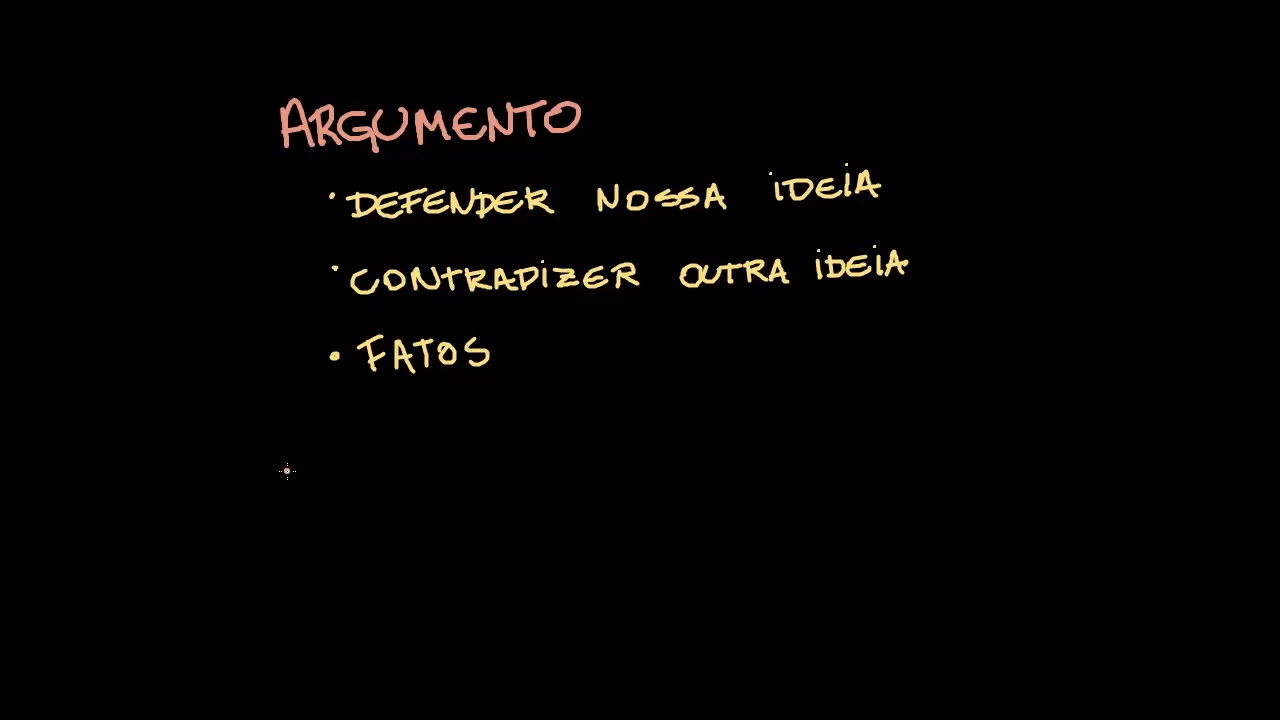 ARGUMENTO
· DEFENDER NOSSA IDEIA
· CONTRADIZER OUTRA IDEIA
• FATOS